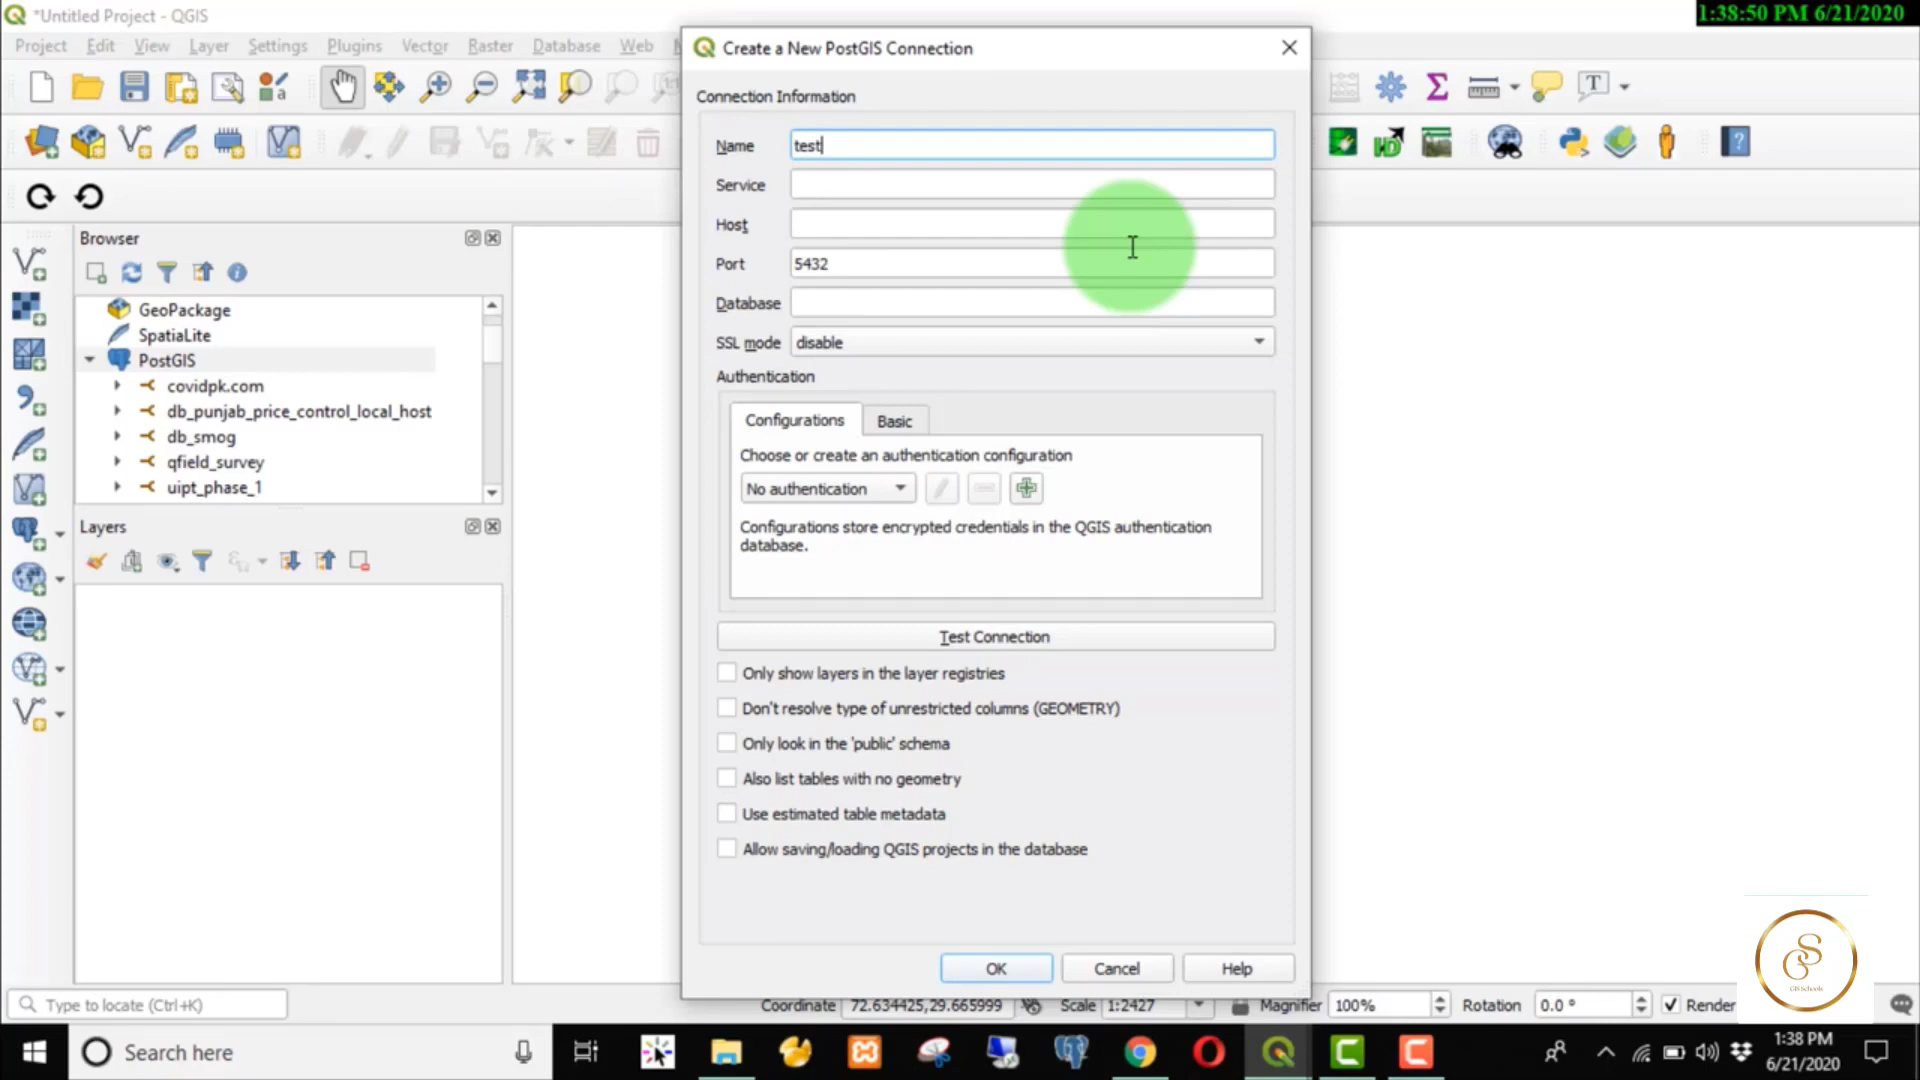 *Untitled Project - QGIS
1:38:50 PM 6/21/2020
Project Edit View Layer Settings Plugins Vector Raster Database Web
Create a New PostGIS Connection
Connection Information
Name test
Service
Host
Port 5432
Database
SSL mode disable
Authentication
Configurations Basic
Choose or create an authentication configuration
No authentication
Configurations store encrypted credentials in the QGIS authentication
database.
Test Connection
Only show layers in the layer registries
Don't resolve type of unrestricted columns (GEOMETRY)
Only look in the 'public' schema
Also list tables with no geometry
Use estimated table metadata
Allow saving/loading QGIS projects in the database
OK Cancel Help
Browser
GeoPackage
SpatiaLite
PostGIS
covidpk.com
db_punjab_price_control_local_host
db_smog
qfield_survey
uipt_phase_1
Layers
GIS Schools
Type to locate (Ctrl+K)
Coordinate 72.634425,29.665999 Scale 1:2427 Magnifier 100% Rotation 0.0 ° Render
Search here
1:38 PM
6/21/2020